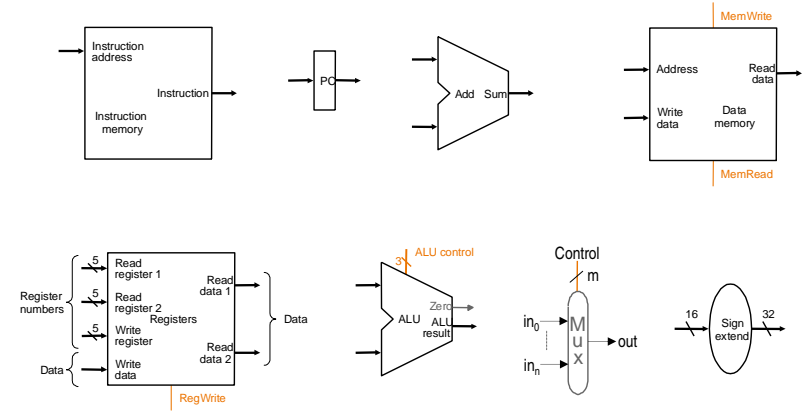 Instruction
address
Instruction
Instruction
memory
PC
Add
Sum
MemWrite
Address
Read
data
Write
data
Data
memory
MemRead
Register
numbers
Data
5
5
5
Read
register 1
Read
register 2
Write
register
Write
data
Registers
Read
data 1
Read
data 2
Data
RegWrite
3
ALU control
ALU
Zero
ALU
result
Control
m
in0
inn
M
u
x
out
16
Sign
extend
32